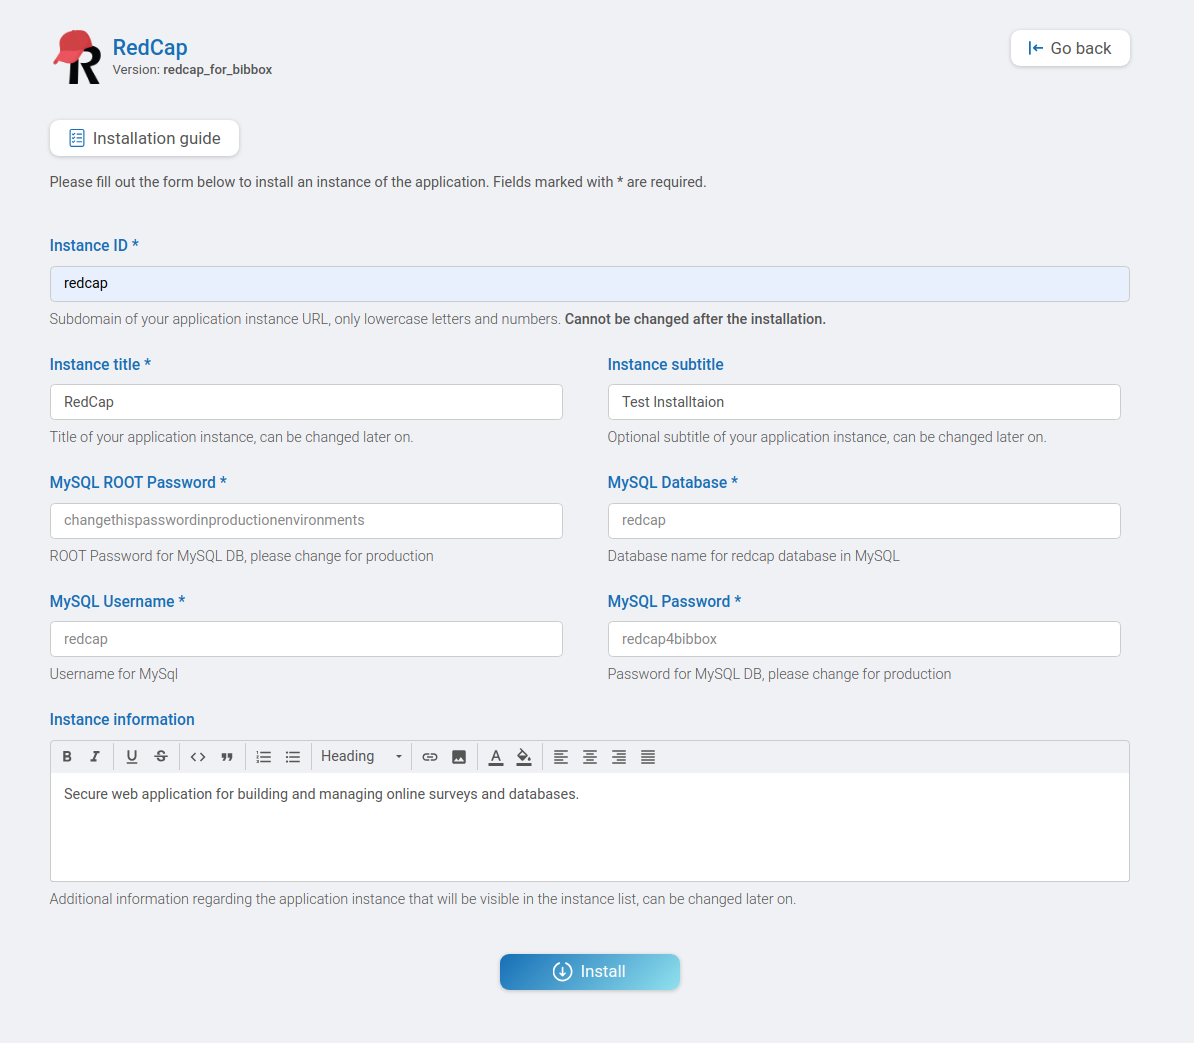 RedCap
Version: redcap_for_bibbox
Go back
Installation guide
Please fill out the form below to install an instance of the application. Fields marked with * are required.
Instance ID *
redcap
Subdomain of your application instance URL, only lowercase letters and numbers. Cannot be changed after the installation.
Instance title *
Instance subtitle
RedCap
Test Installtaion
Title of your application instance, can be changed later on.
Optional subtitle of your application instance, can be changed later on.
MySQL ROOT Password *
MySQL Database *
changethispasswordinproductionenvironments
redcap
ROOT Password for MySQL DB, please change for production
Database name for redcap database in MySQL
MySQL Username *
MySQL Password *
redcap
redcap4bibbox
Username for MySql
Password for MySQL DB, please change for production
Instance information
Heading
Secure web application for building and managing online surveys and databases.
Additional information regarding the application instance that will be visible in the instance list, can be changed later on.
Install